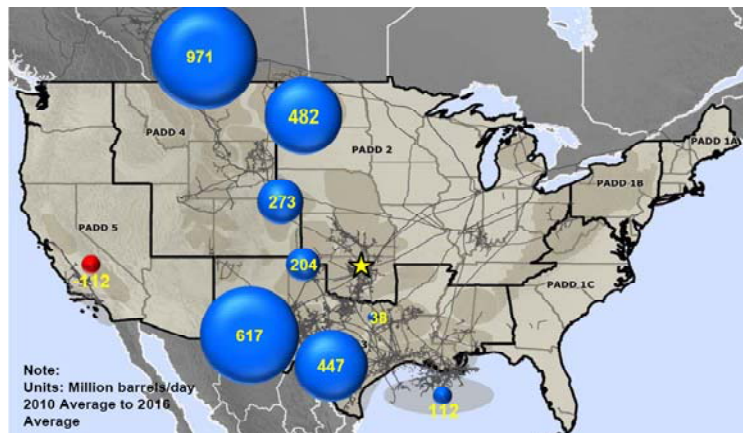 971
482
PADD 4
PADD 2
PADD 1A
PADD 1B
273
PADD 5
204
-112
PADD 1C
38
617
3
447
112
Note:
Units: Million barrels/day
2010 Average to 2016
Average